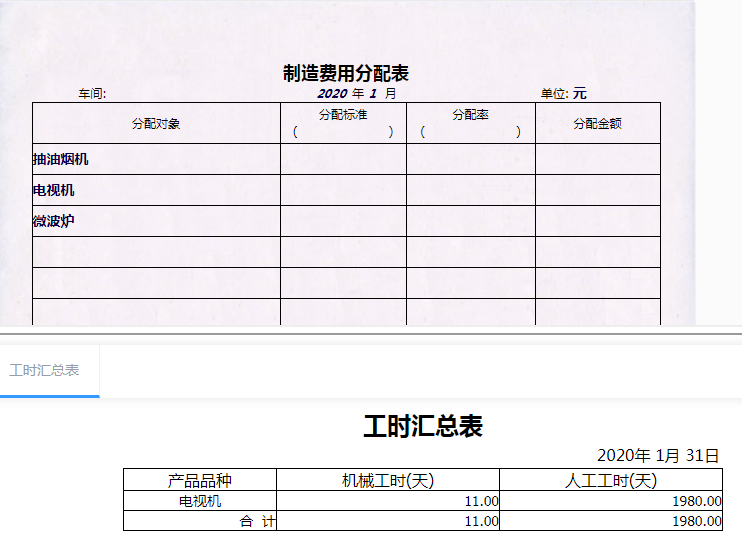 制造费用分配表
车间: 2020 年 1 月 单位: 元
分配对象 分配标准 ( ) 分配率 ( ) 分配金额
抽油烟机
电视机
微波炉
工时汇总表
工时汇总表
2020年 1月 31日
产品品种 机械工时(天) 人工工时(天)
电视机 11.00 1980.00
合 计 11.00 1980.00